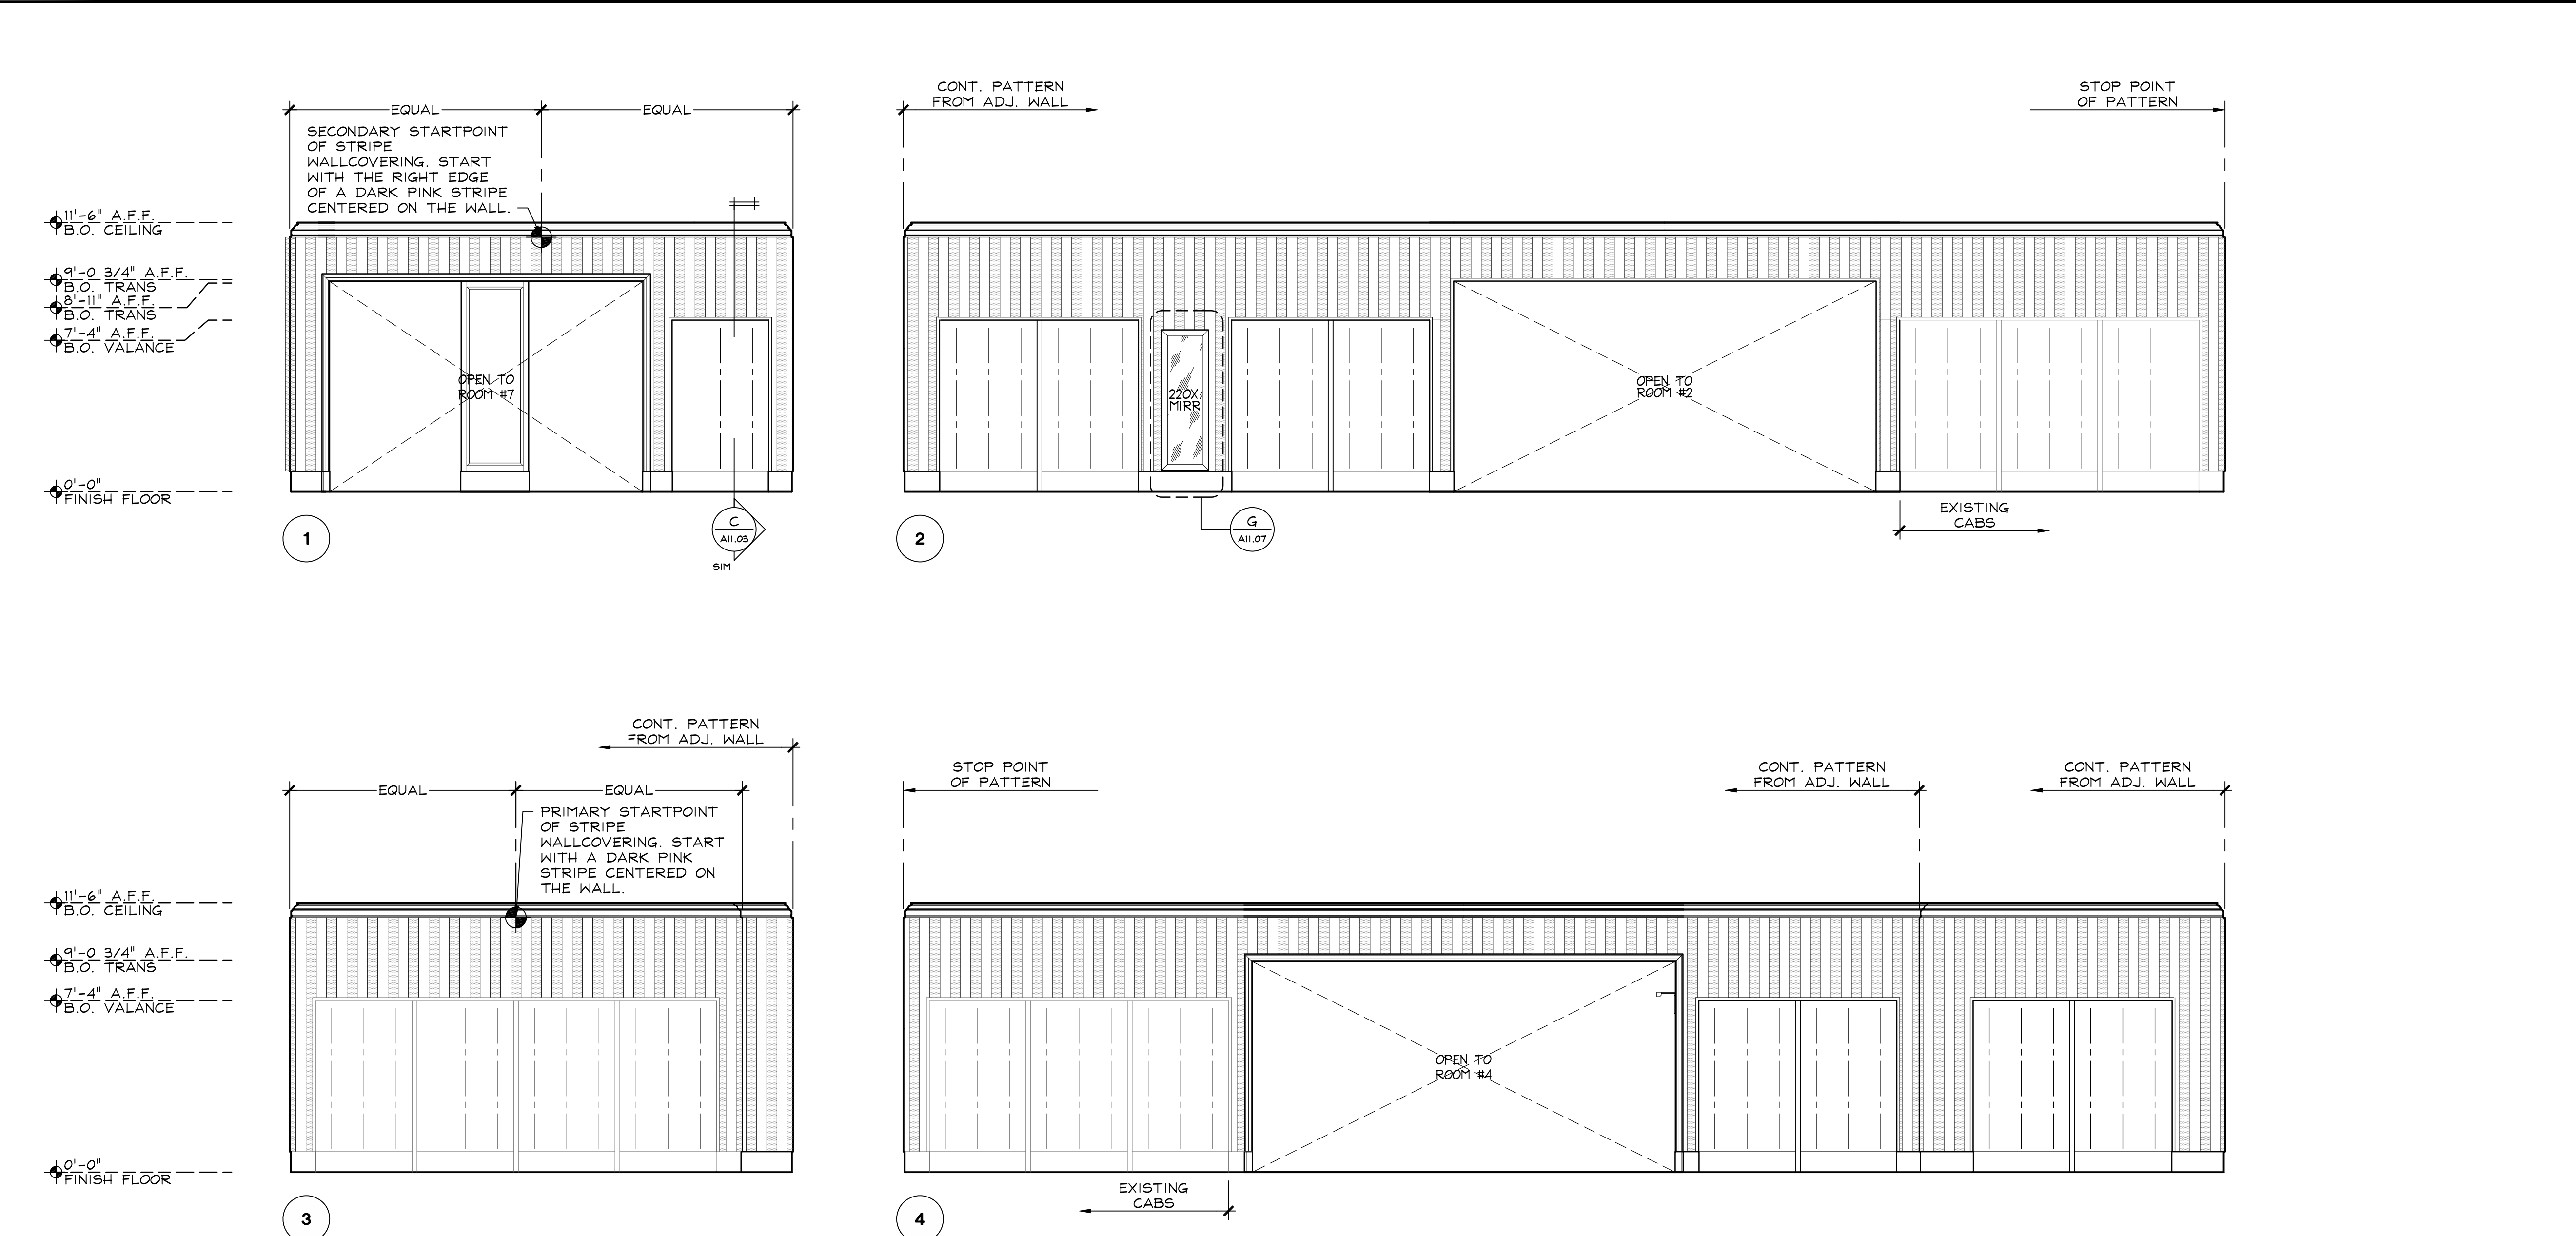 EQUAL
EQUAL
SECONDARY STARTPOINT
OF STRIPE
WALLCOVERING. START
WITH THE RIGHT EDGE
OF A DARK PINK STRIPE
CENTERED ON THE WALL.
11'-6" A.F.F.
B.O. CEILING
9'-0 3/4" A.F.F.
B.O. TRANS
8'-11" A.F.F.
B.O. TRANS
7'-4" A.F.F.
B.O. VALANCE
0'-0"
FINISH FLOOR
OPEN TO
ROOM #7
1
C
A11.03
SIM
CONT. PATTERN
FROM ADJ. WALL
STOP POINT
OF PATTERN
220X
MIRR
OPEN TO
ROOM #2
2
G
A11.07
EXISTING
CABS
CONT. PATTERN
FROM ADJ. WALL
EQUAL
EQUAL
PRIMARY STARTPOINT
OF STRIPE
WALLCOVERING. START
WITH A DARK PINK
STRIPE CENTERED ON
THE WALL.
11'-6" A.F.F.
B.O. CEILING
9'-0 3/4" A.F.F.
B.O. TRANS
7'-4" A.F.F.
B.O. VALANCE
0'-0"
FINISH FLOOR
3
STOP POINT
OF PATTERN
CONT. PATTERN
FROM ADJ. WALL
CONT. PATTERN
FROM ADJ. WALL
OPEN TO
ROOM #4
EXISTING
CABS
4